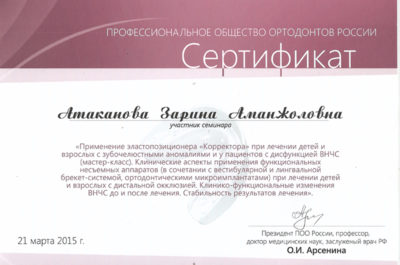 ПРОФЕССИОНАЛЬНОЕ ОБЩЕСТВО ОРТОДОНТОВ РОССИИ
Сертификат
Атаканова Зарина Аманжоловна
участник семинара
«Применение эластопозиционера «Корректора» при лечении детей и
взрослых с зубочелюстными аномалиями и у пациентов с дисфункцией ВНЧС
(мастер-класс). Клинические аспекты применения функциональных
несъемных аппаратов (в сочетании с вестибулярной и лингвальной
брекет-системой, ортодонтическими микроимплантатами) при лечении детей
и взрослых с дистальной окклюзией. Клинико-функциональные изменения
ВНЧС до и после лечения. Стабильность результатов лечения».
21 марта 2015 г.
Президент ПОО России, профессор,
доктор медицинских наук, заслуженный врач РФ
О.И. Арсенина